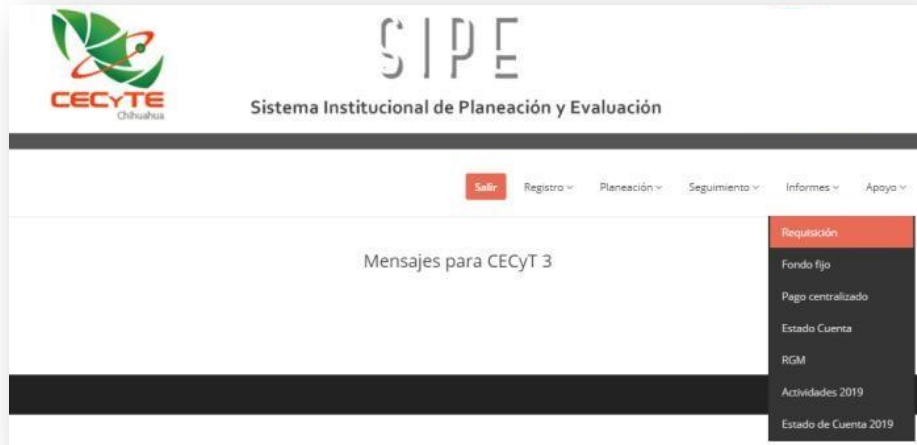 CECyTE
Chihuahua
SIPE
Sistema Institucional de Planeación y Evaluación
Salir Registro Planeación Seguimiento Informes Apoyo
Mensajes para CECyT 3
Requisición
Fondo fijo
Pago centralizado
Estado Cuenta
RGM
Actividades 2019
Estado de Cuenta 2019